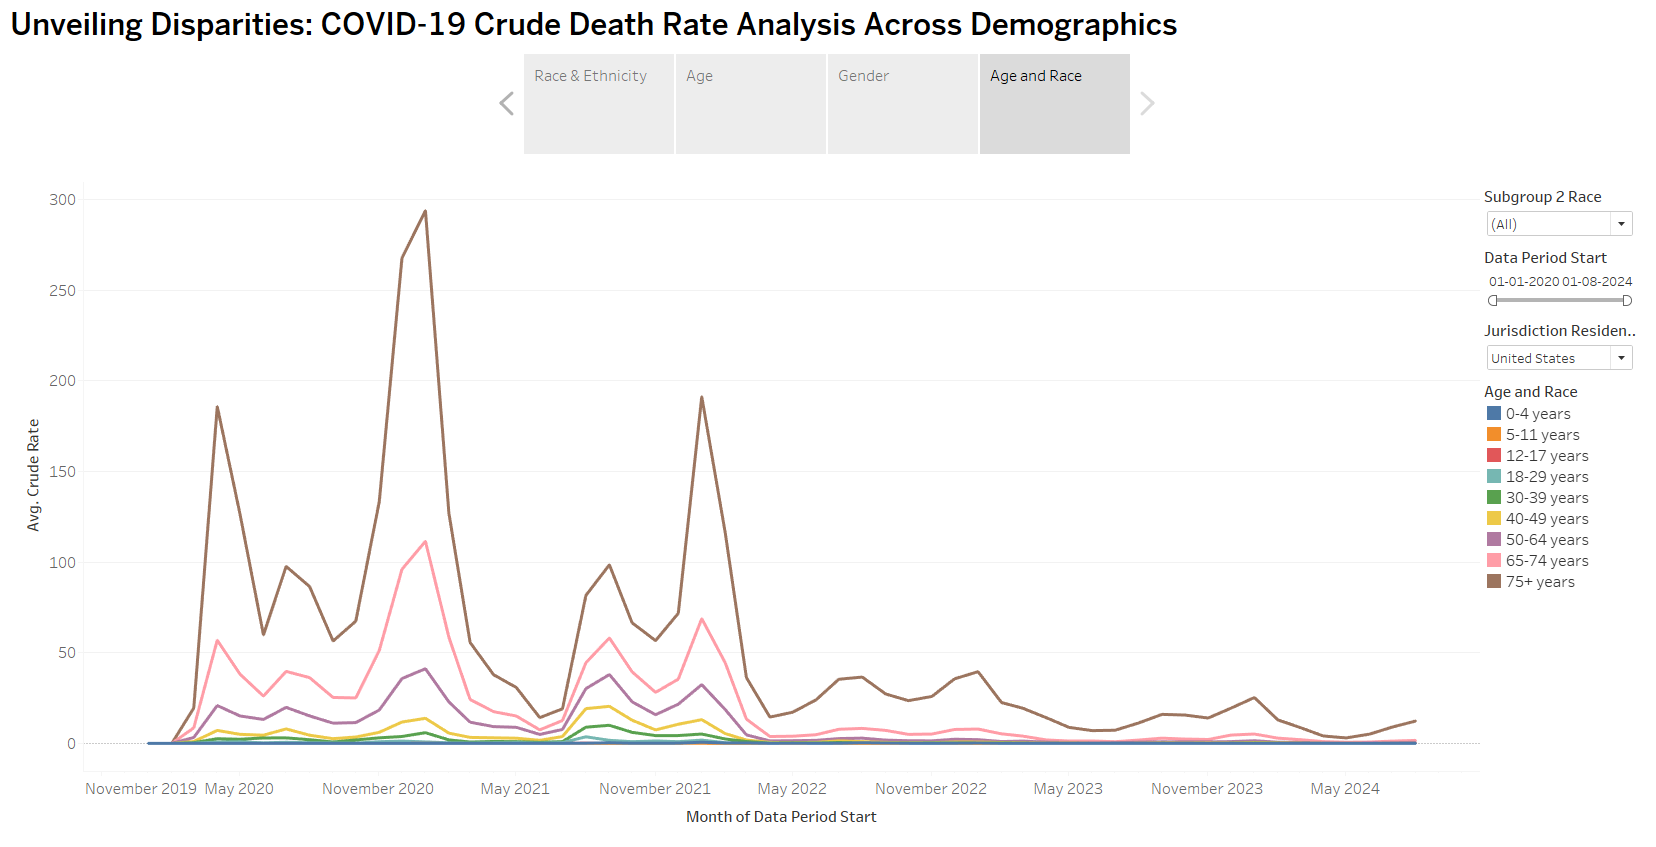 Unveiling Disparities: COVID-19 Crude Death Rate Analysis Across Demographics
Race & Ethnicity
Age
Gender
Age and Race
300
250
200
150
100
50
0
Avg. Crude Rate
November 2019
May 2020
November 2020
May 2021
November 2021
May 2022
November 2022
May 2023
November 2023
May 2024
Month of Data Period Start
Subgroup 2 Race
(All)
Data Period Start
01-01-2020 01-08-2024
Jurisdiction Residen..
United States
Age and Race
0-4 years
5-11 years
12-17 years
18-29 years
30-39 years
40-49 years
50-64 years
65-74 years
75+ years